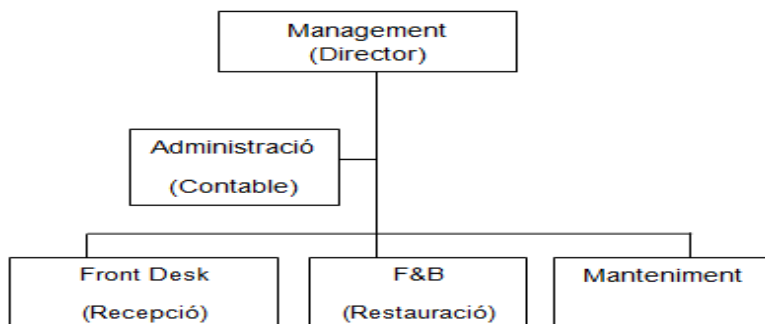 Management
(Director)
Administració
(Contable)
Front Desk
(Recepció)
F&B
(Restauració)
Manteniment